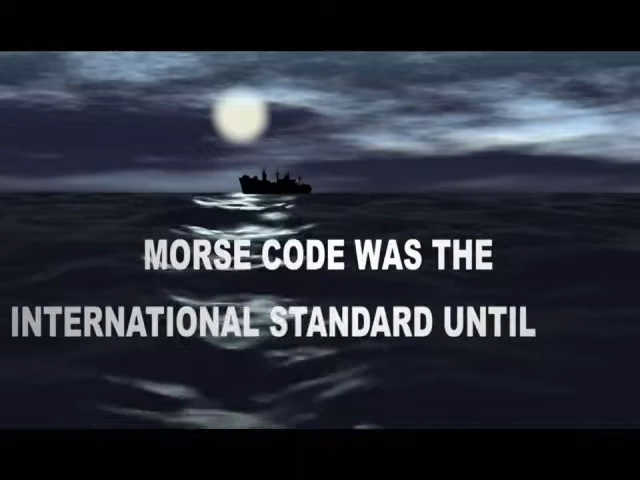 MORSE CODE WAS THE
INTERNATIONAL STANDARD UNTIL